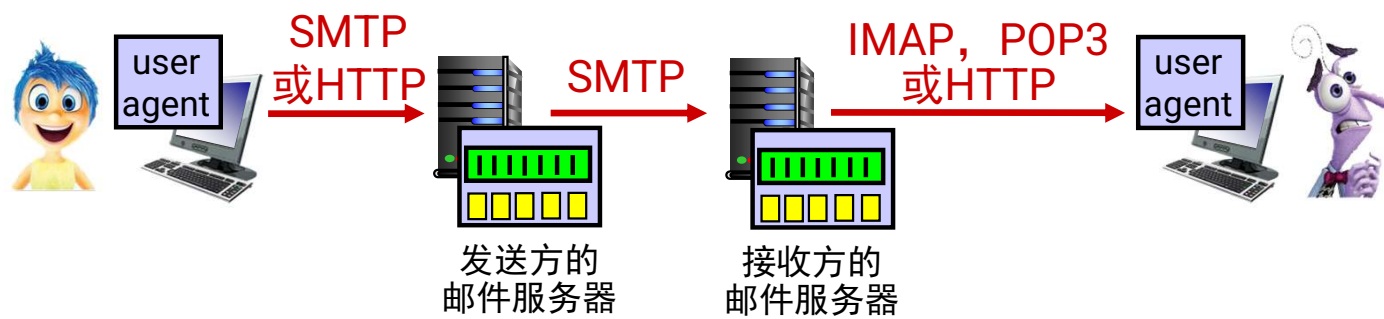 user
agent
SMTP
或HTTP
SMTP
IMAP，POP3
或HTTP
user
agent
发送方的
邮件服务器
接收方的
邮件服务器